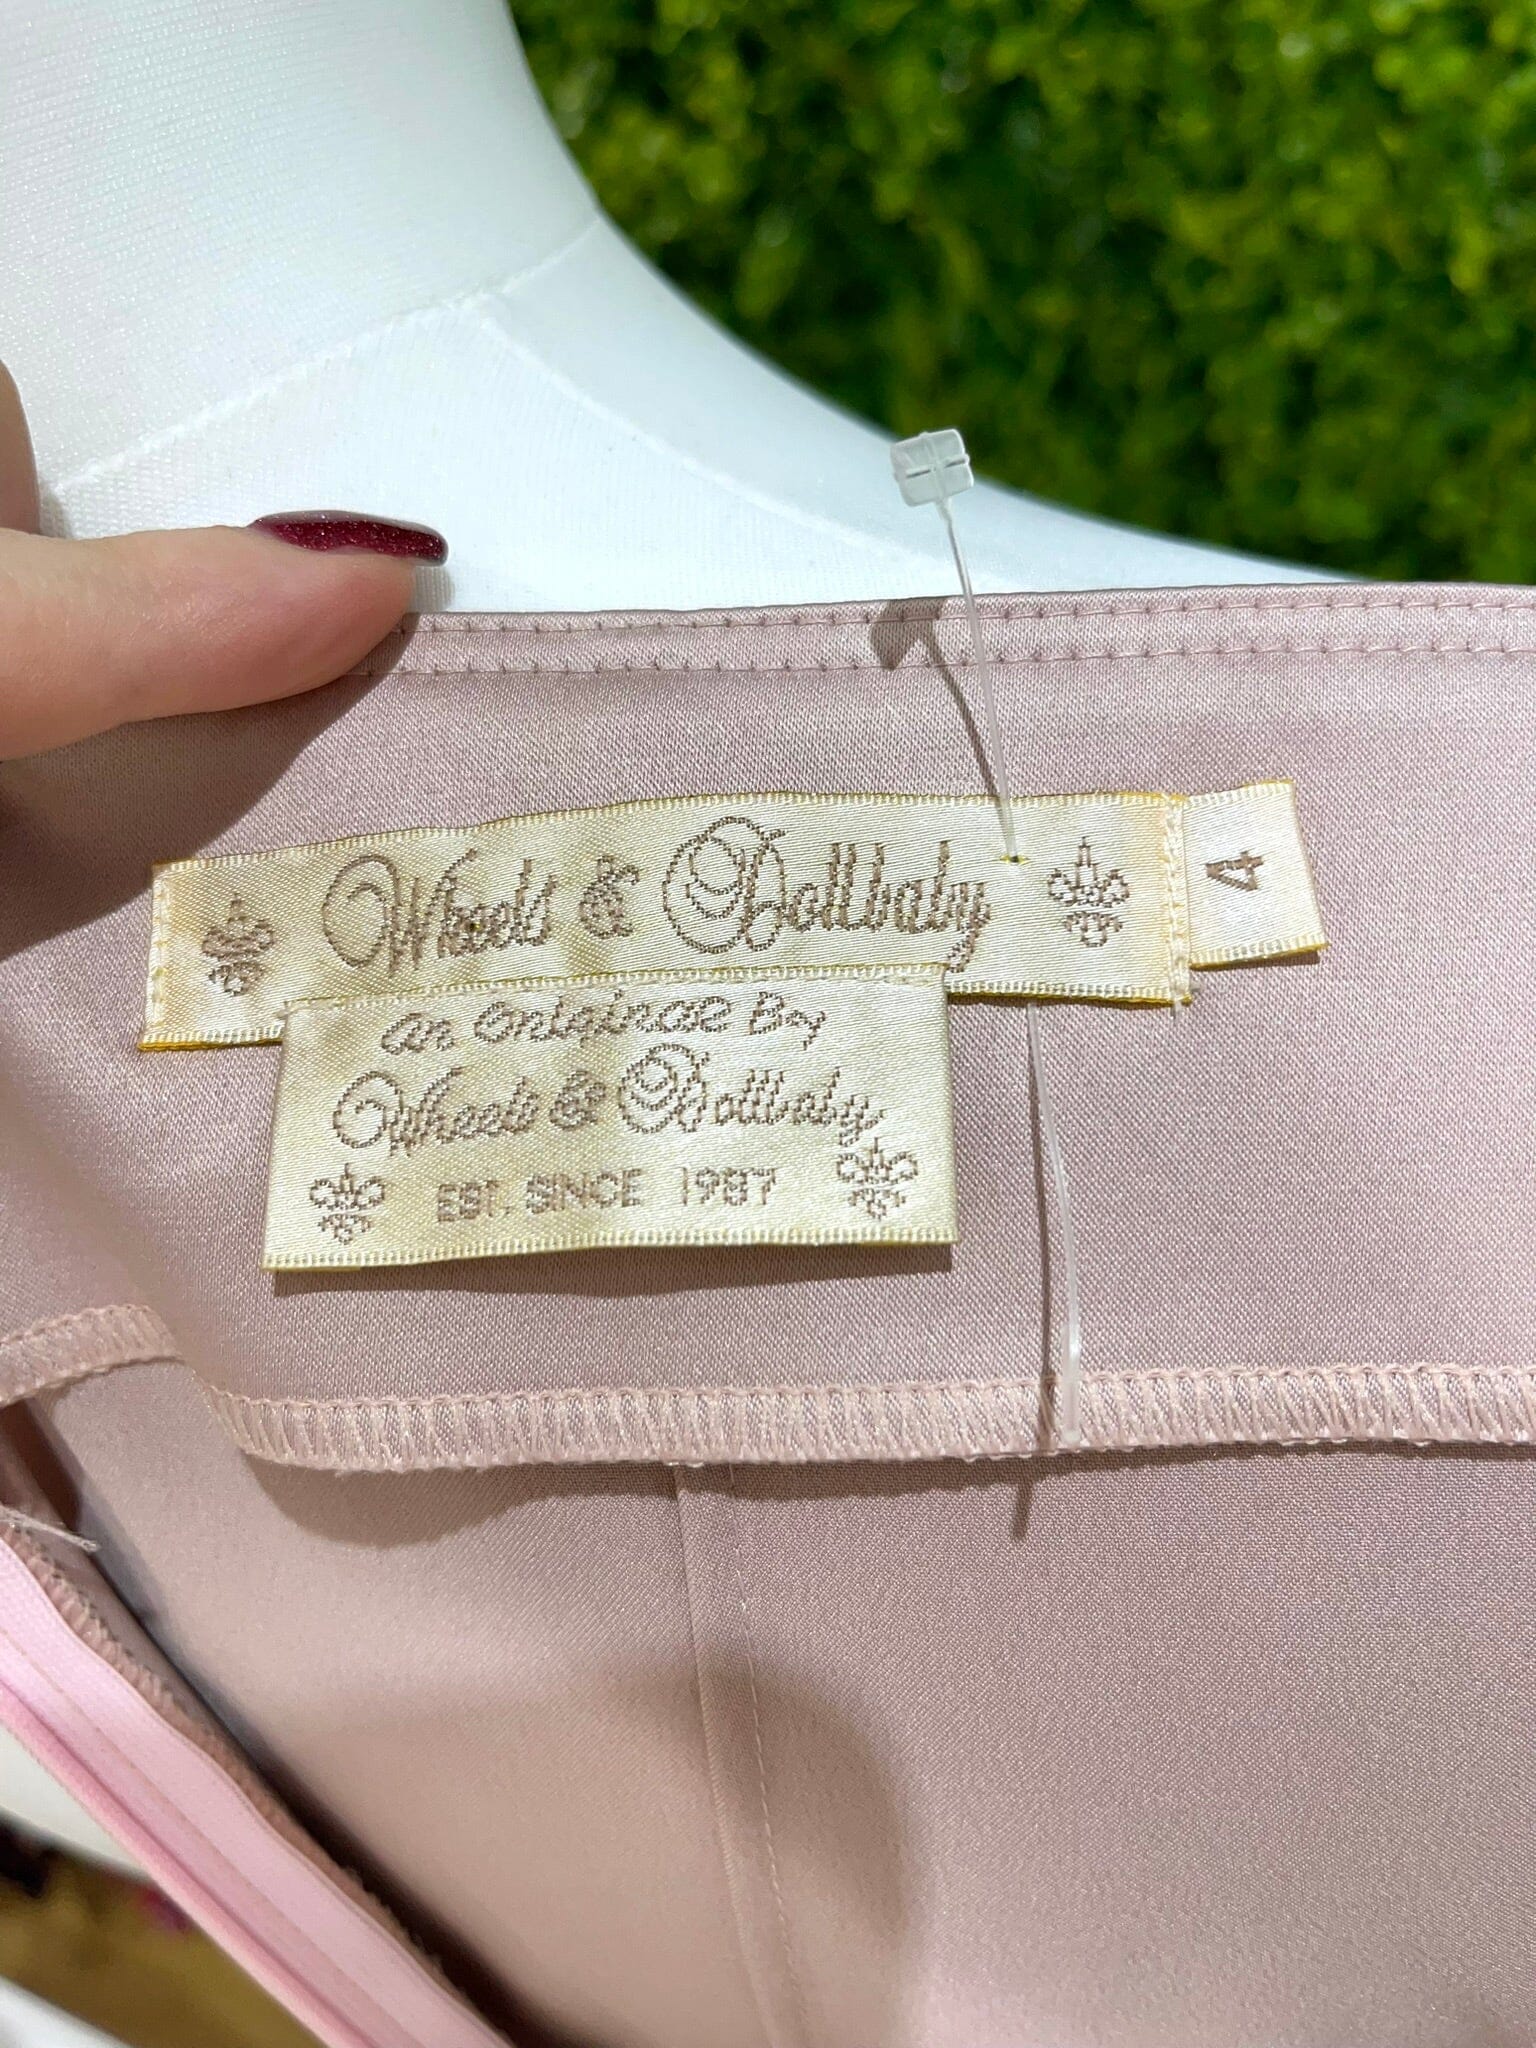 Wheels & Dollbaby
4
An Original By
Wheels & Dollbaby
EST. SINCE 1987